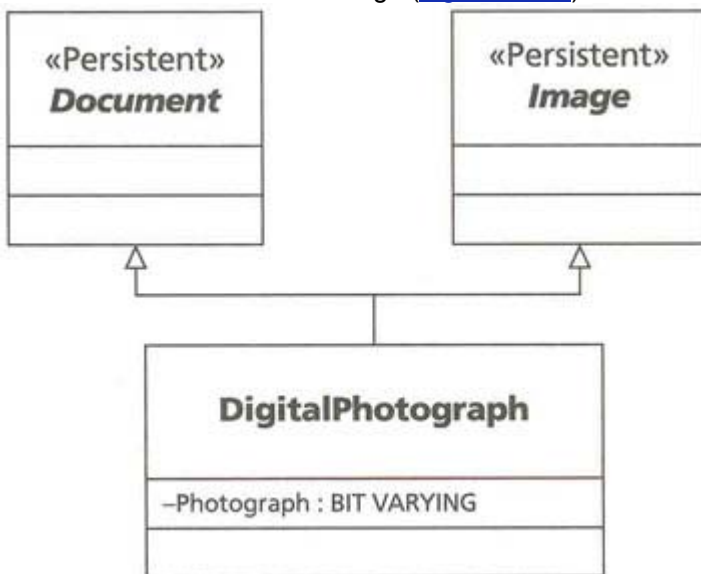 «Persistent»
Document
«Persistent»
Image
DigitalPhotograph
–Photograph : BIT VARYING